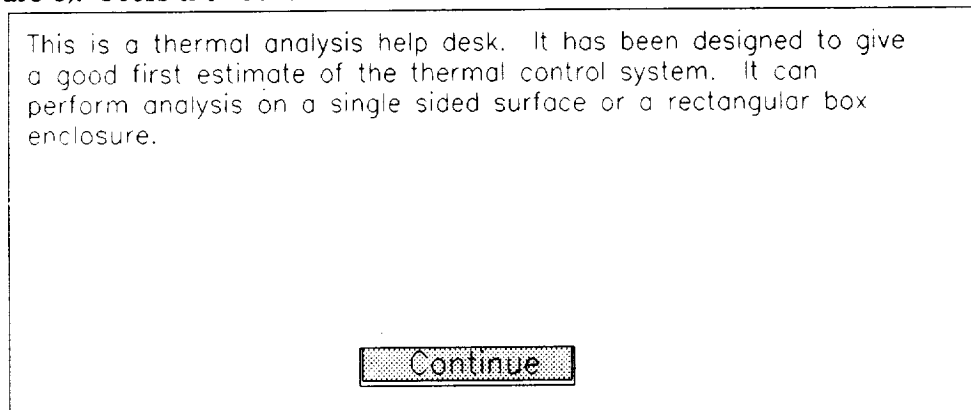 This is a thermal analysis help desk. It has been designed to give
a good first estimate of the thermal control system. It can
perform analysis on a single sided surface or a rectangular box
enclosure.
Continue